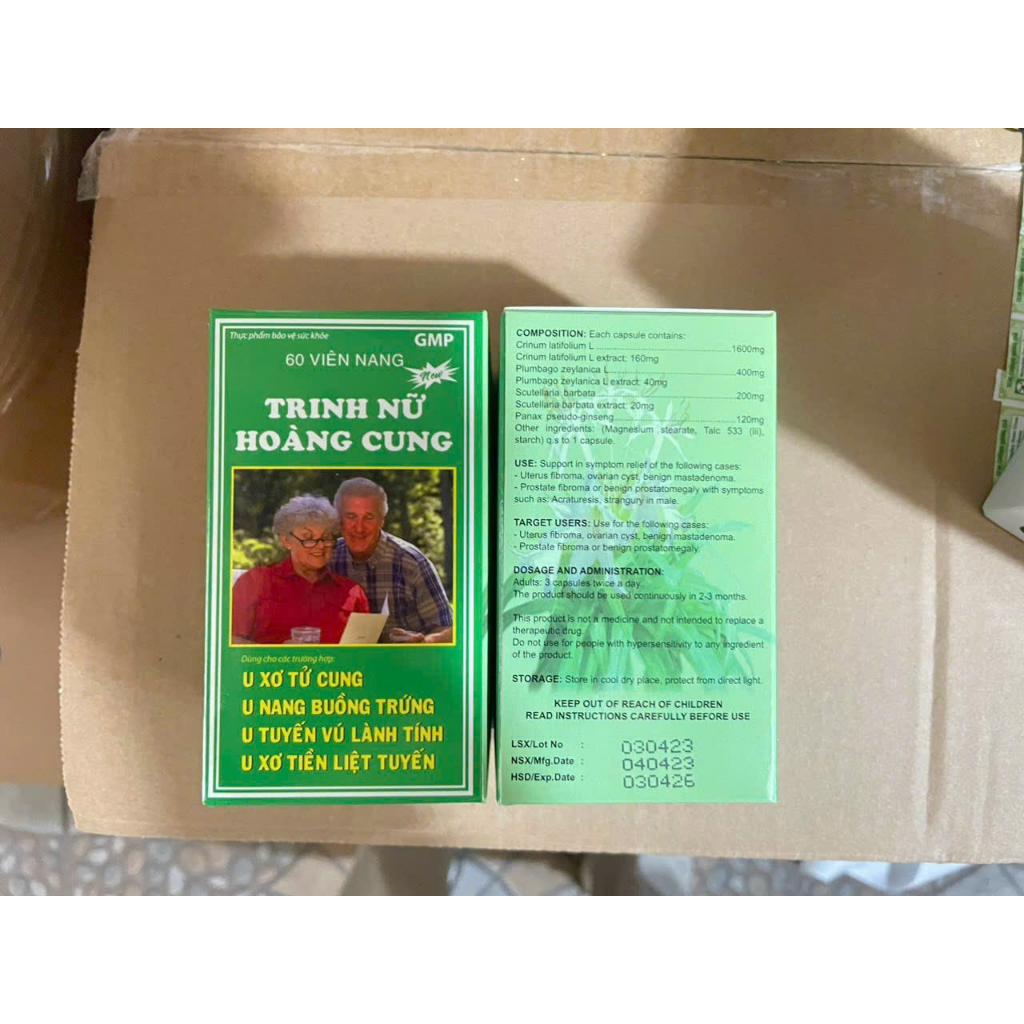 Thực phẩm bảo vệ sức khỏe
GMP
60 VIÊN NANG
New
TRINH NỮ
HOÀNG CUNG
Dùng cho các trường hợp:
U XƠ TỬ CUNG
U NANG BUỒNG TRỨNG
U TUYẾN VÚ LÀNH TÍNH
U XƠ TIỀN LIỆT TUYẾN
COMPOSITION: Each capsule contains:
Crinum latifolium L...1600mg
Crinum latifolium L extract: 160mg
Plumbago zeylanica L...400mg
Plumbago zeylanica L extract: 40mg
Scutellaria barbata...200mg
Scutellaria barbata extract: 20mg
Panax pseudo-ginseng...120mg
Other ingredients: (Magnesium stearate, Talc 533 (iii),
starch) q.s to 1 capsule.
USE: Support in symptom relief of the following cases:
- Uterus fibroma, ovarian cyst, benign mastadenoma.
- Prostate fibroma or benign prostatomegaly with symptoms
such as: Acraturesis, strangury in male.
TARGET USERS: Use for the following cases:
- Uterus fibroma, ovarian cyst, benign mastadenoma.
- Prostate fibroma or benign prostatomegaly.
DOSAGE AND ADMINISTRATION:
Adults: 3 capsules twice a day.
The product should be used continuously in 2-3 months.
This product is not a medicine and not intended to replace a
therapeutic drug.
Do not use for people with hypersensitivity to any ingredient
of the product.
STORAGE: Store in cool dry place, protect from direct light.
KEEP OUT OF REACH OF CHILDREN
READ INSTRUCTIONS CAREFULLY BEFORE USE
LSX/Lot No : 030423
NSX/Mfg.Date : 040423
HSD/Exp.Date : 030426